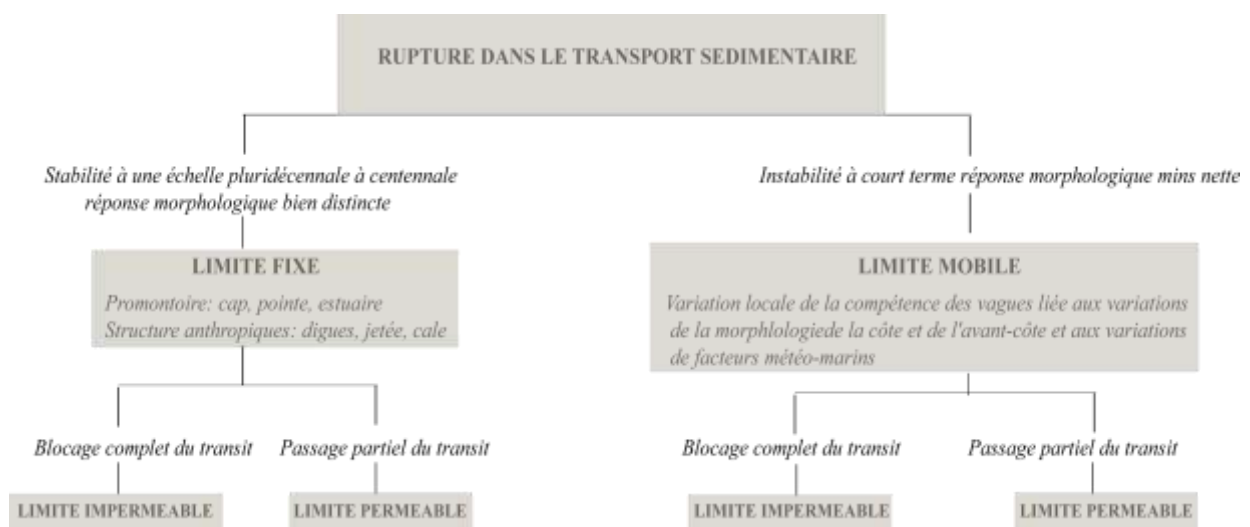 RUPTURE DANS LE TRANSPORT SEDIMENTAIRE
Stabilité à une échelle pluridécennale à centennale
réponse morphologique bien distincte
Instabilité à court terme réponse morphologique mins nette
LIMITE FIXE
Promontoire: cap, pointe, estuaire
Structure anthropiques: digues, jetée, cale
LIMITE MOBILE
Variation locale de la compétence des vagues liée aux variations
de la morphlologiede la côte et de l'avant-côte et aux variations
de facteurs météo-marins
Blocage complet du transit
Passage partiel du transit
Blocage complet du transit
Passage partiel du transit
LIMITE IMPERMEABLE
LIMITE PERMEABLE
LIMITE IMPERMEABLE
LIMITE PERMEABLE